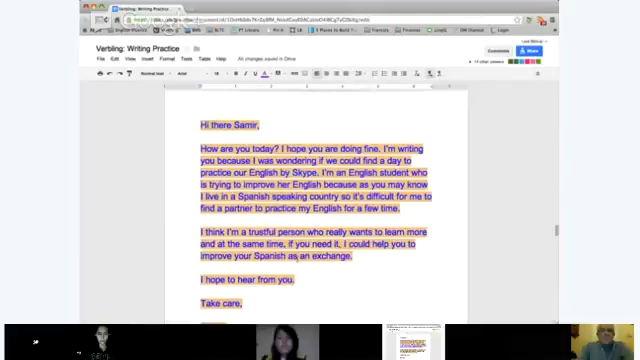 Verbling: Writing Practice
File Edit View Insert Format Tools Table Help All changes saved in Drive
Comments Share
Normal text Arial
Hi there Samir,
How are you today? I hope you are doing fine. I'm writing
you because I was wondering if we could find a day to
practice our English by Skype. I'm an English student who
is trying to improve her English because as you may know
I live in a Spanish speaking country so it's difficult for me to
find a partner to practice my English for a few time.
I think I'm a trustful person who really wants to learn more
and at the same time, if you need it, I could help you to
improve your Spanish as an exchange.
I hope to hear from you.
Take care,